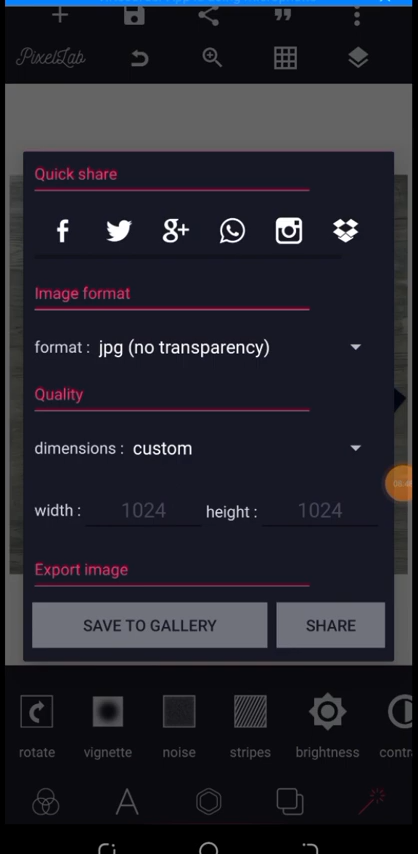 PixelLab
Quick share
Image format
format : jpg (no transparency)
Quality
dimensions : custom
width : 1024 height : 1024
Export image
SAVE TO GALLERY SHARE
rotate vignette noise stripes brightness